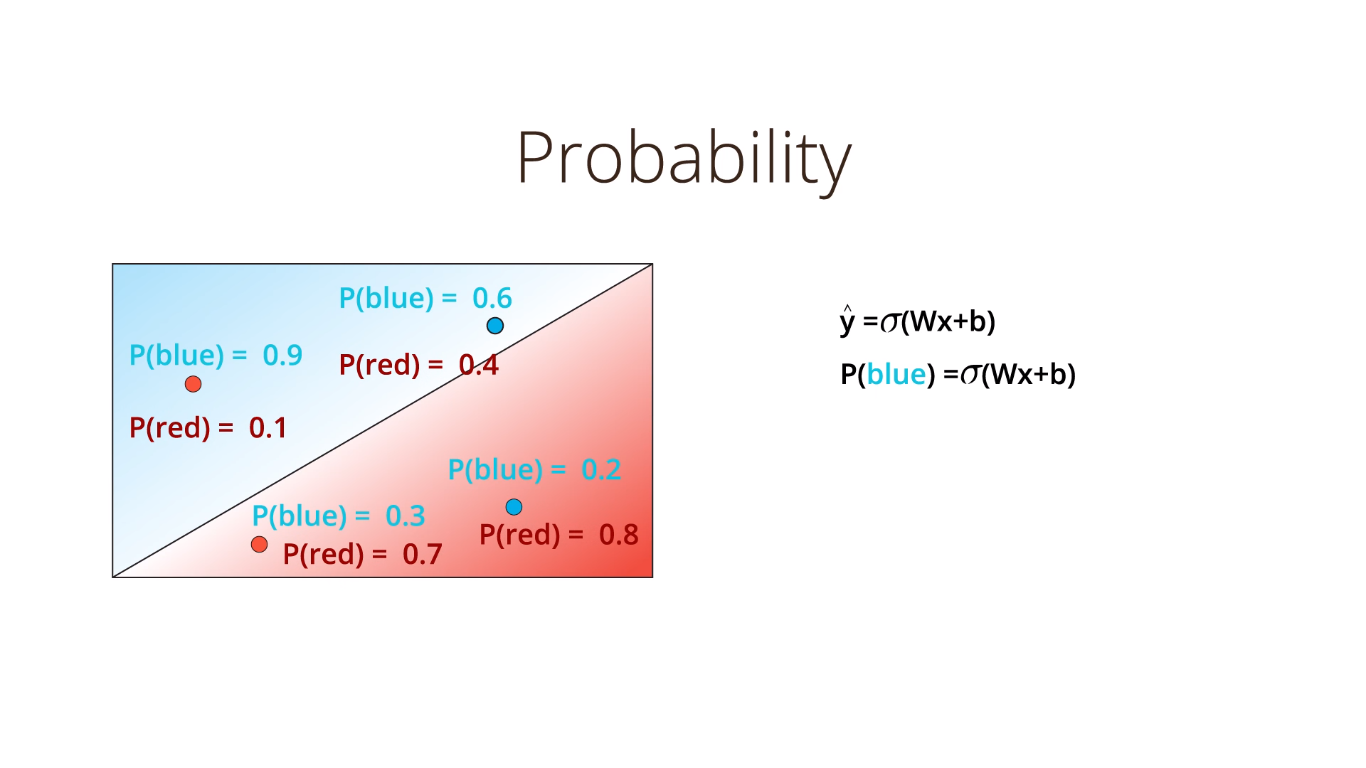 Probability
P(blue) = 0.6
P(blue) = 0.9
P(red) = 0.4
P(red) = 0.1
P(blue) = 0.2
P(blue) = 0.3
P(red) = 0.8
P(red) = 0.7
ŷ =σ(Wx+b)
P(blue) =σ(Wx+b)